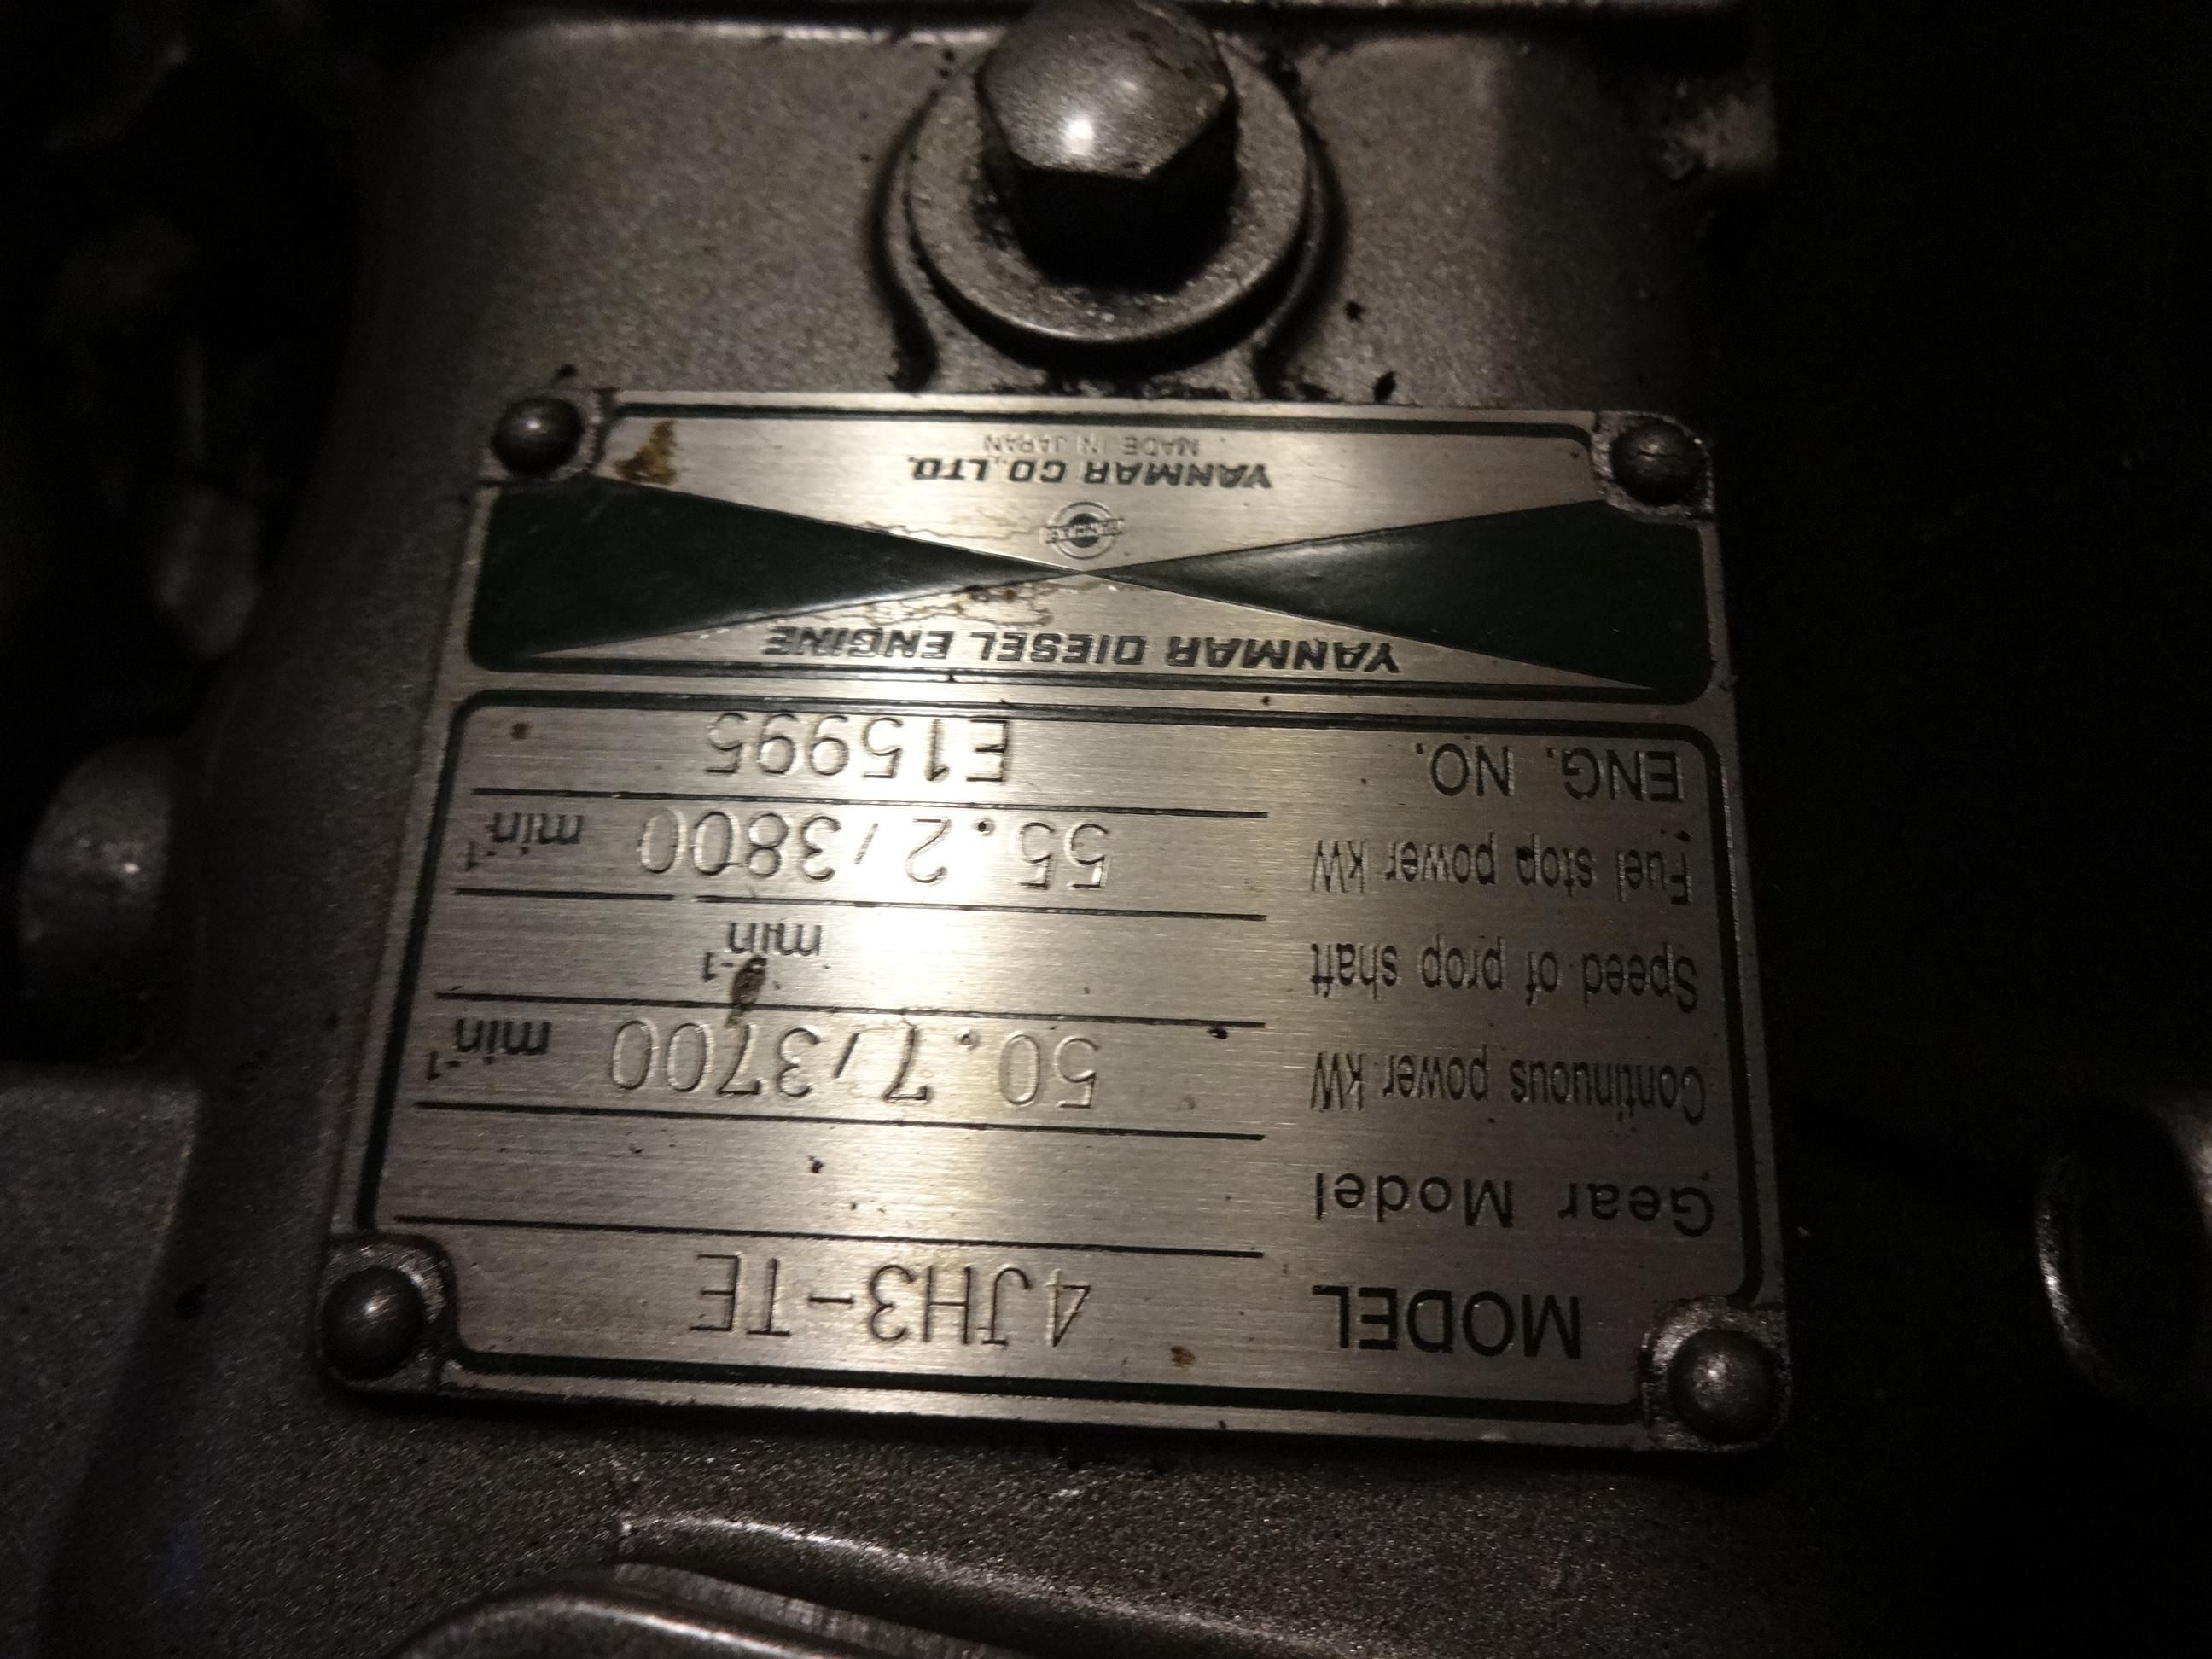 MODEL 4JH3-TE
Gear Model
Continuous power kW 50.7/3700 min-1
Speed of prop shaft min-1
Fuel stop power kW 55.2/3800 min-1
ENG. NO. E15995
YANMAR DIESEL ENGINE
YANMAR
YANMAR CO.,LTD.
MADE IN JAPAN